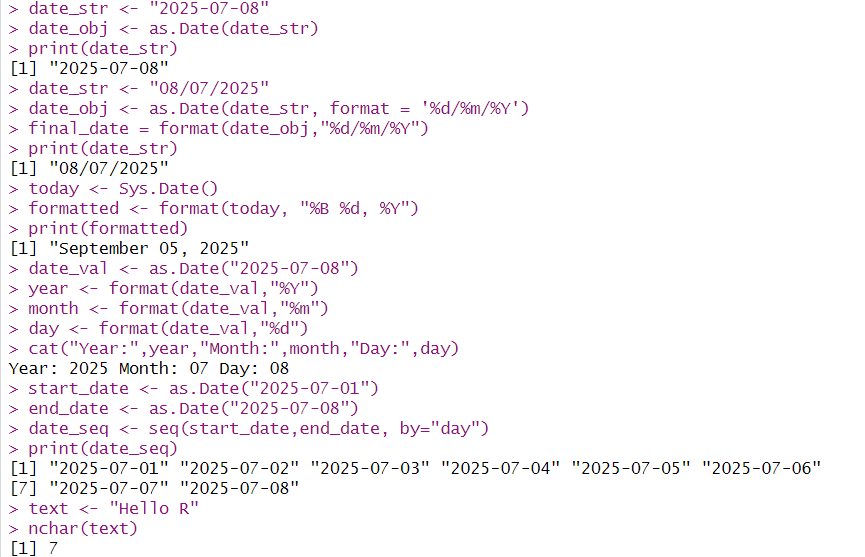 > date_str <- "2025-07-08"
> date_obj <- as.Date(date_str)
> print(date_str)
[1] "2025-07-08"
> date_str <- "08/07/2025"
> date_obj <- as.Date(date_str, format = '%d/%m/%Y')
> final_date = format(date_obj,"%d/%m/%Y")
> print(date_str)
[1] "08/07/2025"
> today <- Sys.Date()
> formatted <- format(today, "%B %d, %Y")
> print(formatted)
[1] "September 05, 2025"
> date_val <- as.Date("2025-07-08")
> year <- format(date_val,"%Y")
> month <- format(date_val,"%m")
> day <- format(date_val,"%d")
> cat("Year:",year,"Month:",month,"Day:",day)
Year: 2025 Month: 07 Day: 08
> start_date <- as.Date("2025-07-01")
> end_date <- as.Date("2025-07-08")
> date_seq <- seq(start_date,end_date, by="day")
> print(date_seq)
[1] "2025-07-01" "2025-07-02" "2025-07-03" "2025-07-04" "2025-07-05" "2025-07-06"
[7] "2025-07-07" "2025-07-08"
> text <- "Hello R"
> nchar(text)
[1] 7